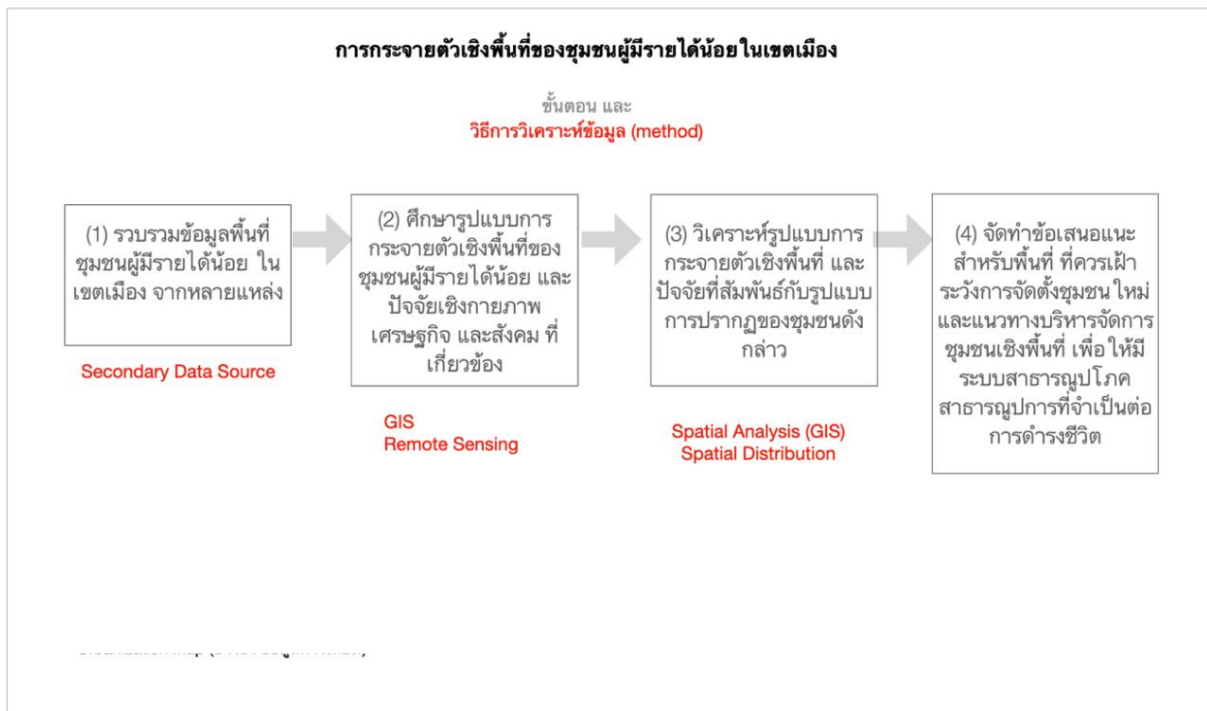 การกระจายตัวเชิงพื้นที่ของชุมชนผู้มีรายได้น้อยในเขตเมือง
ขั้นตอน และ
วิธีการวิเคราะห์ข้อมูล (method)
(1) รวบรวมข้อมูลพื้นที่
ชุมชนผู้มีรายได้น้อย ใน
เขตเมือง จากหลายแหล่ง
Secondary Data Source
(2) ศึกษารูปแบบการ
กระจายตัวเชิงพื้นที่ของ
ชุมชนผู้มีรายได้น้อย และ
ปัจจัยเชิงกายภาพ
เศรษฐกิจ และสังคม ที่
เกี่ยวข้อง
GIS
Remote Sensing
(3) วิเคราะห์รูปแบบการ
กระจายตัวเชิงพื้นที่ และ
ปัจจัยที่สัมพันธ์กับรูปแบบ
การปรากฏของชุมชนดัง
กล่าว
Spatial Analysis (GIS)
Spatial Distribution
(4) จัดทำข้อเสนอแนะ
สำหรับพื้นที่ ที่ควรเฝ้า
ระวังการจัดตั้งชุมชน ใหม่
และแนวทางบริหารจัดการ
ชุมชนเชิงพื้นที่ เพื่อ ให้มี
ระบบสาธารณูปโภค
สาธารณูปการที่จำเป็นต่อ
การดำรงชีวิต